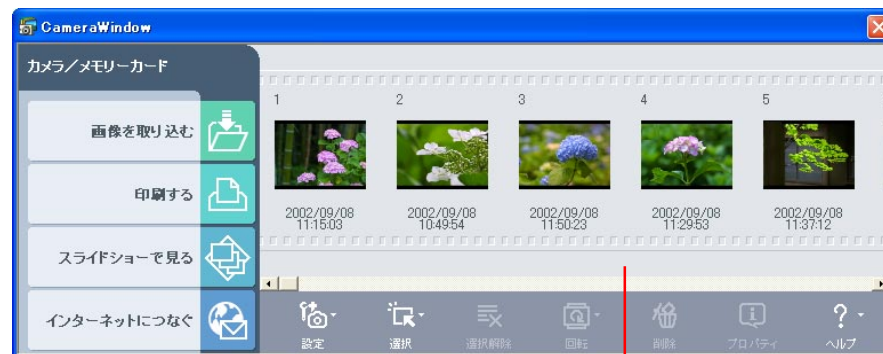 CameraWindow
カメラ／メモリーカード
画像を取り込む
印刷する
スライドショーで見る
インターネットにつなぐ
1 2 3 4 5
2002/09/08 2002/09/08 2002/09/08 2002/09/08 2002/09/08
11:15:03 10:49:54 11:50:23 11:29:53 11:37:12
設定 選択 選択解除 回転 削除 プロパティ ヘルプ